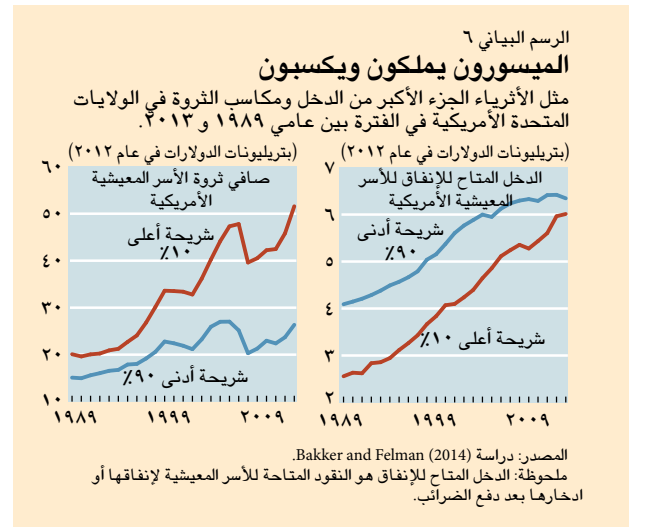 الرسم البياني ٦
الميسورون يملكون ويكسبون
مثل الأثرياء الجزء الأكبر من الدخل ومكاسب الثروة في الولايات
المتحدة الأمريكية في الفترة بين عامي ١٩٨٩ و ٢٠١٣.
(بتريليونات الدولارات في عام ٢٠١٢)
٧
الدخل المتاح للإنفاق للأسر
المعيشية الأمريكية
٦
شريحة أدنى
٩٠٪
٥
٤
شريحة أعلى ١٠٪
٣
٢
١٩٨٩ ١٩٩٩ ٢٠٠٩
(بتريليونات الدولارات في عام ٢٠١٢)
٦٠
صافي ثروة الأسر المعيشية
الأمريكية
٥٠
شريحة أعلى
١٠٪
٤٠
٣٠
٢٠
شريحة أدنى ٩٠٪
١٠
١٩٨٩ ١٩٩٩ ٢٠٠٩
المصدر: دراسة Bakker and Felman (2014).
ملحوظة: الدخل المتاح للإنفاق هو النقود المتاحة للأسر المعيشية لإنفاقها أو
ادخارها بعد دفع الضرائب.